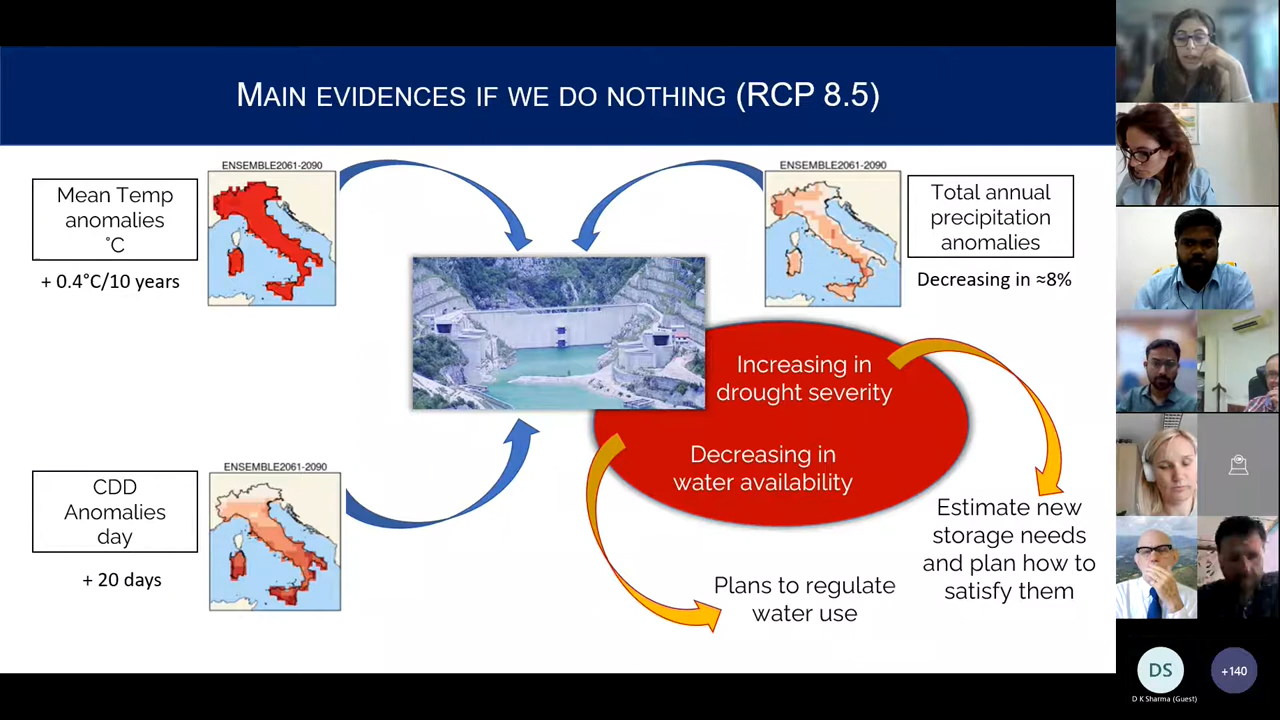 MAIN EVIDENCES IF WE DO NOTHING (RCP 8.5)
ENSEMBLE2061-2090
Mean Temp
anomalies
°C
+ 0.4°C/10 years
ENSEMBLE2061-2090
Total annual
precipitation
anomalies
Decreasing in ≈8%
Increasing in
drought severity
Decreasing in
water availability
ENSEMBLE2061-2090
CDD
Anomalies
day
+ 20 days
Estimate new
storage needs
and plan how to
satisfy them
Plans to regulate
water use
DS
+140
D K Sharma (Guest)